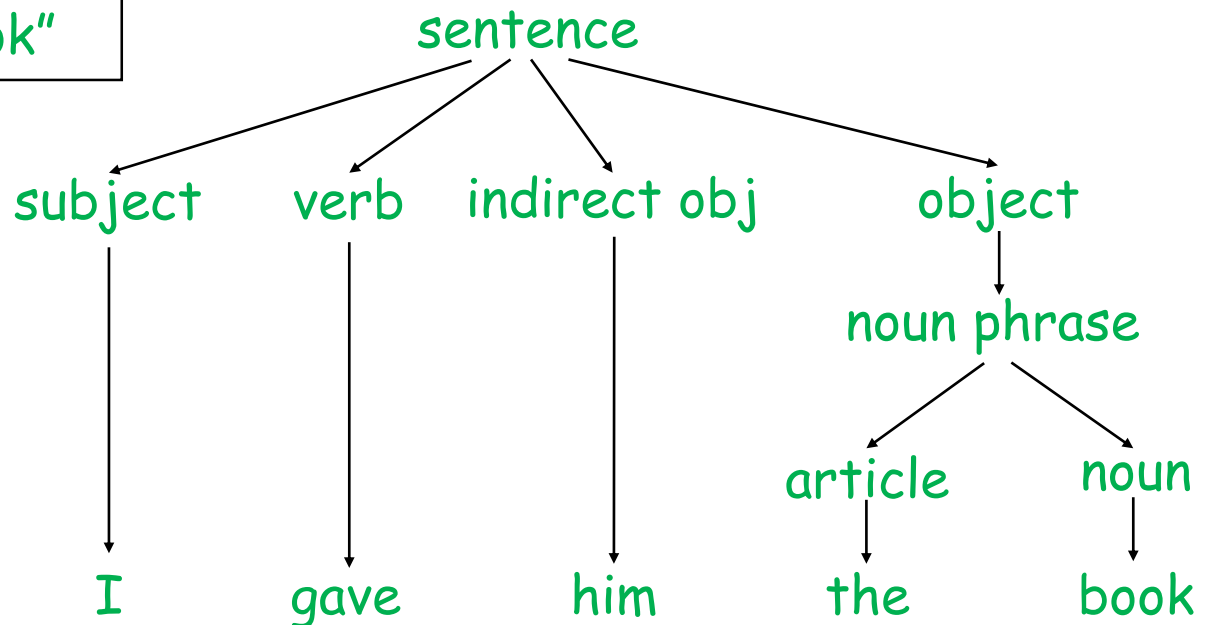 ok”
sentence
subject verb indirect obj object
noun phrase
article noun
I gave him the book